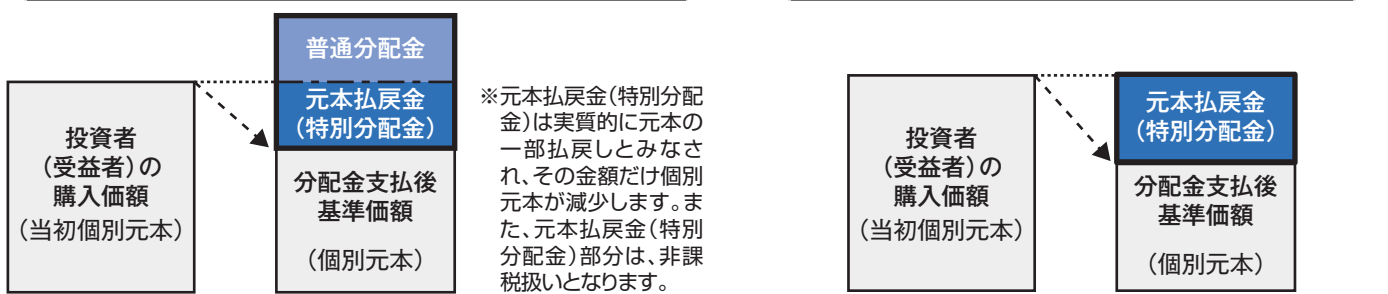 普通分配金
元本払戻金
(特別分配金)
投資者
(受益者)の
購入価額
(当初個別元本)
分配金支払後
基準価額
(個別元本)
※元本払戻金(特別分配
金)は実質的に元本の
一部払戻しとみなさ
れ、その金額だけ個別
元本が減少します。ま
た、元本払戻金(特別
分配金)部分は、非課
税扱いとなります。
投資者
(受益者)の
購入価額
(当初個別元本)
元本払戻金
(特別分配金)
分配金支払後
基準価額
(個別元本)